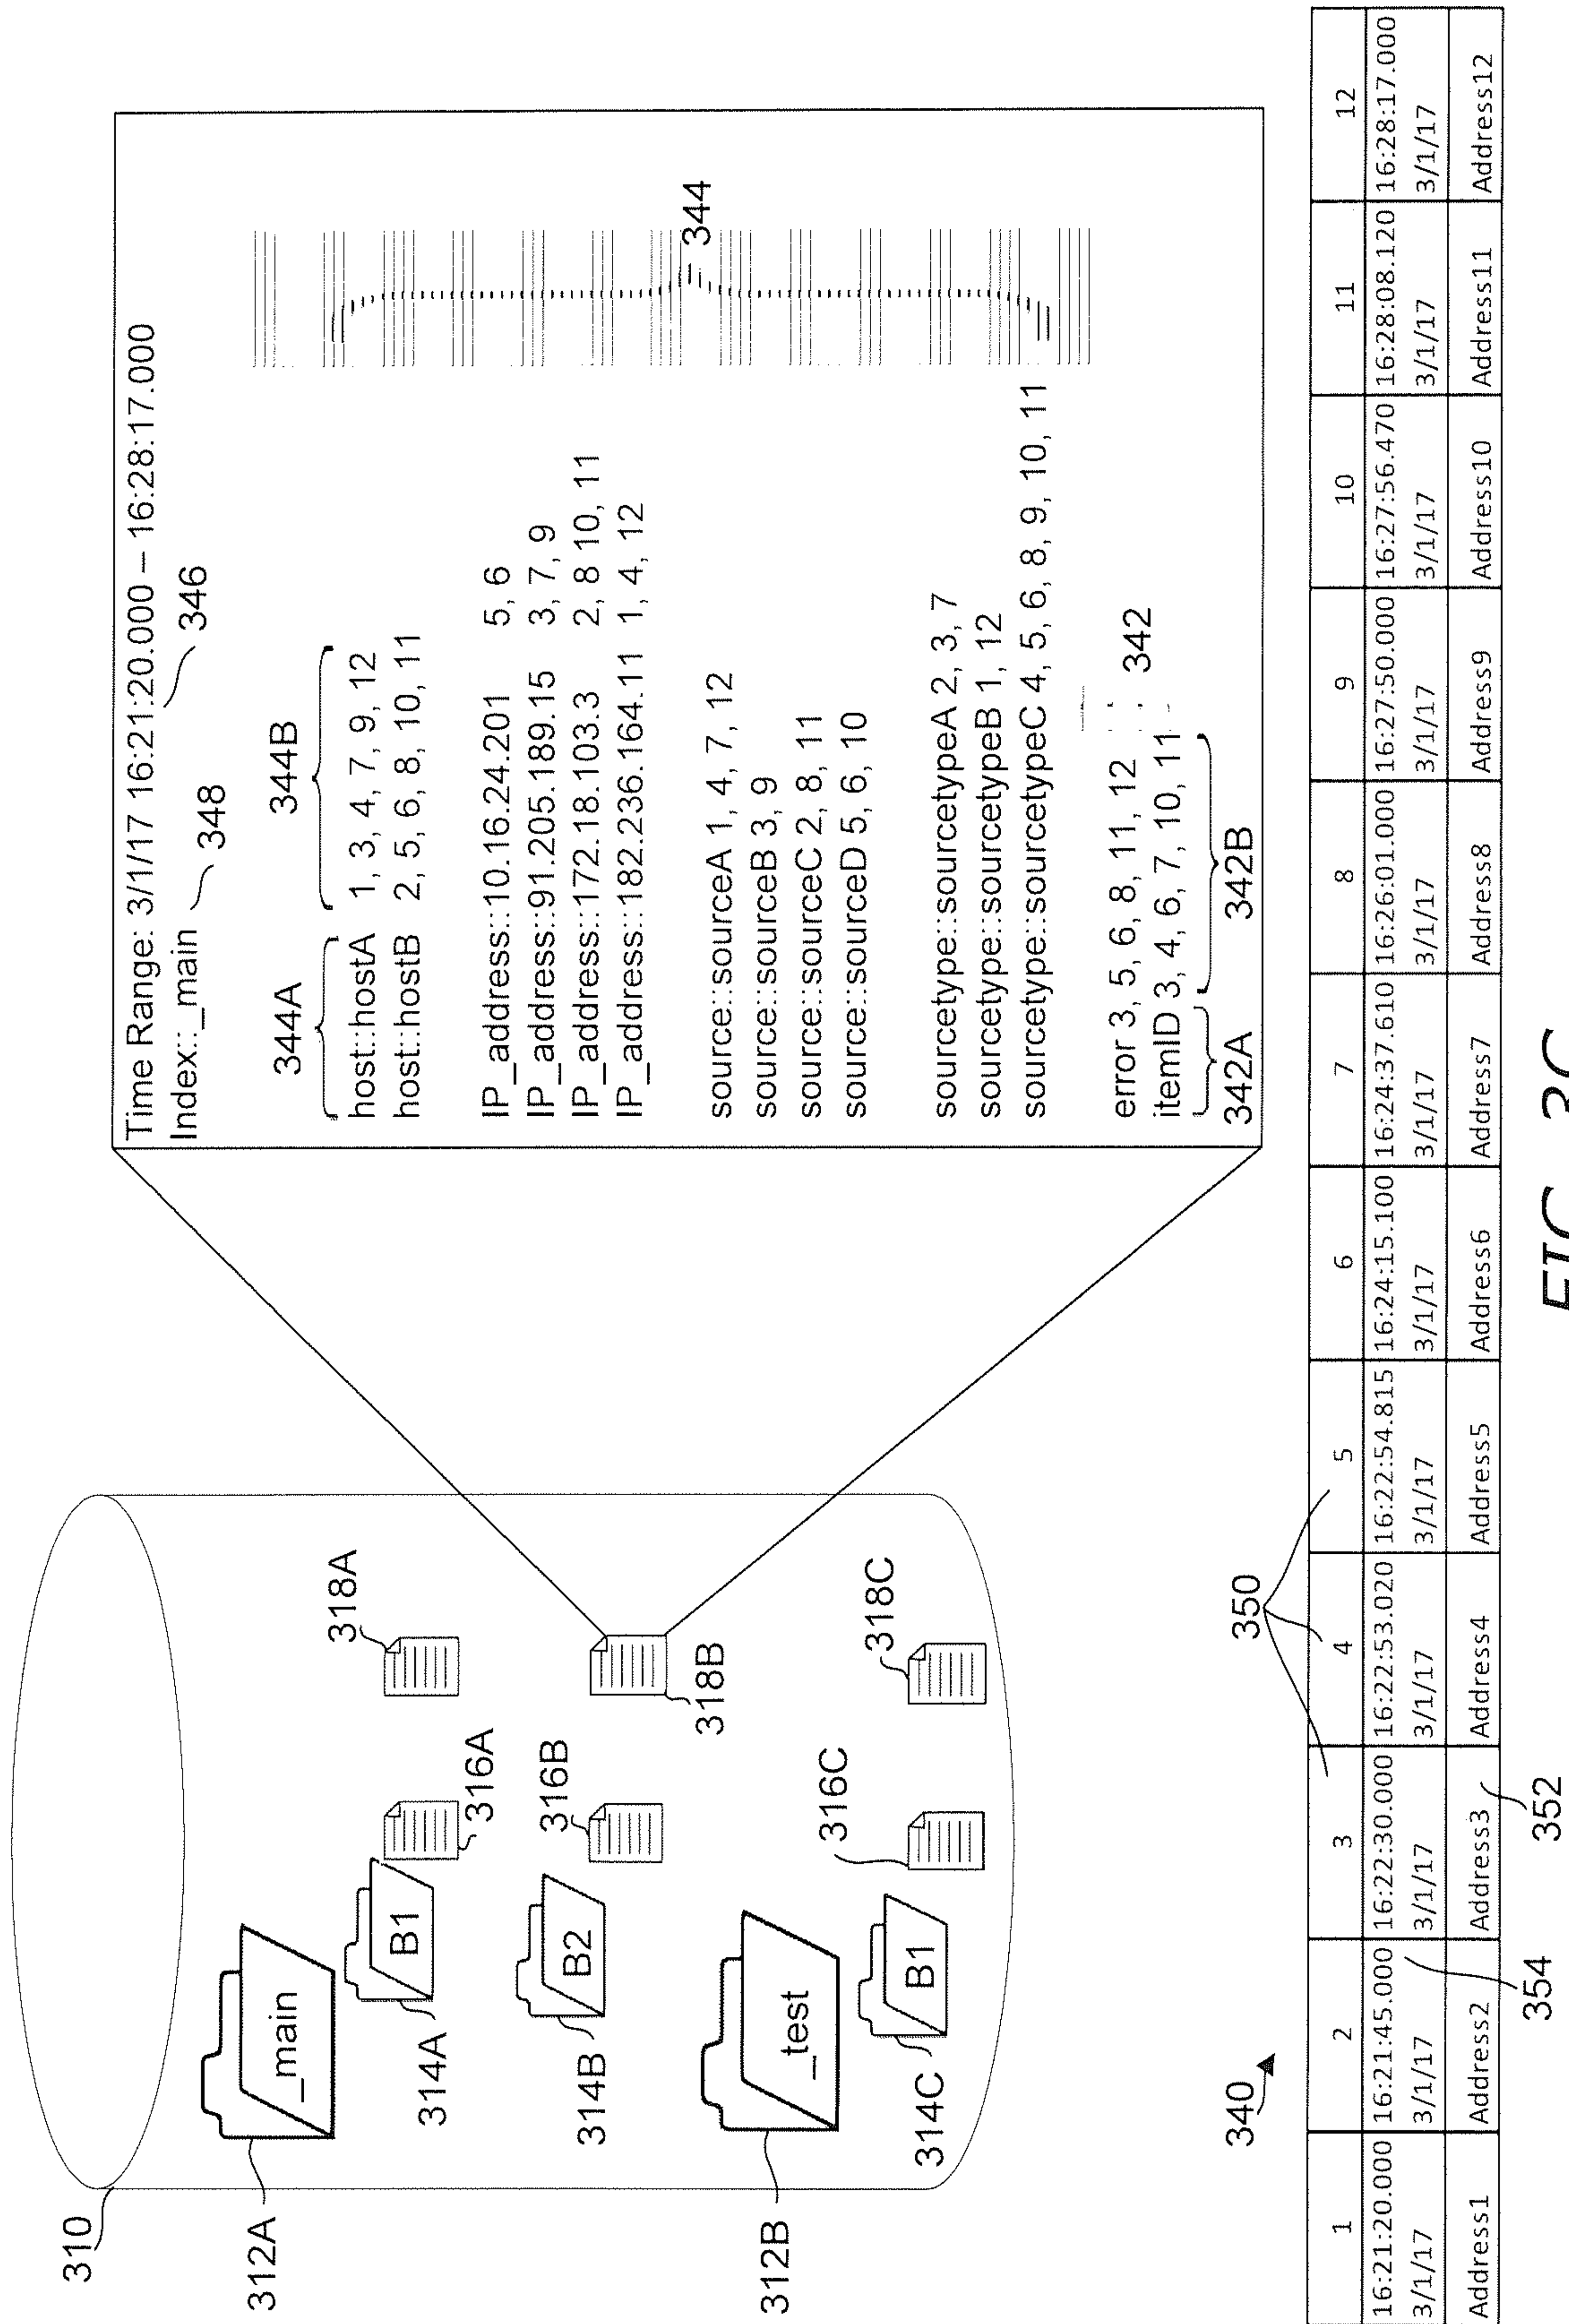 310
312A
_main
314A
B1
316A
318A
314B
B2
316B
318B
312B
_test
314C
B1
316C
318C
Time Range: 3/1/17 16:21:20.000 – 16:28:17.000
346
Index::_main
348
344A
344B
host::hostA 1, 3, 4, 7, 9, 12
host::hostB 2, 5, 6, 8, 10, 11
IP_address::10.16.24.201 5, 6
IP_address::91.205.189.15 3, 7, 9
IP_address::172.18.103.3 2, 8 10, 11
IP_address::182.236.164.11 1, 4, 12
344
source::sourceA 1, 4, 7, 12
source::sourceB 3, 9
source::sourceC 2, 8, 11
source::sourceD 5, 6, 10
sourcetype::sourcetypeA 2, 3, 7
sourcetype::sourcetypeB 1, 12
sourcetype::sourcetypeC 4, 5, 6, 8, 9, 10, 11
error 3, 5, 6, 8, 11, 12
itemID 3, 4, 6, 7, 10, 11
342
342A
342B
340
350
1 2 3 4 5 6 7 8 9 10 11 12
16:21:20.000 16:21:45.000 16:22:30.000 16:22:53.020 16:22:54.815 16:24:15.100 16:24:37.610 16:26:01.000 16:27:50.000 16:27:56.470 16:28:08.120 16:28:17.000
3/1/17 3/1/17 3/1/17 3/1/17 3/1/17 3/1/17 3/1/17 3/1/17 3/1/17 3/1/17 3/1/17 3/1/17
Address1 Address2 Address3 Address4 Address5 Address6 Address7 Address8 Address9 Address10 Address11 Address12
354
352
FIG. 3C